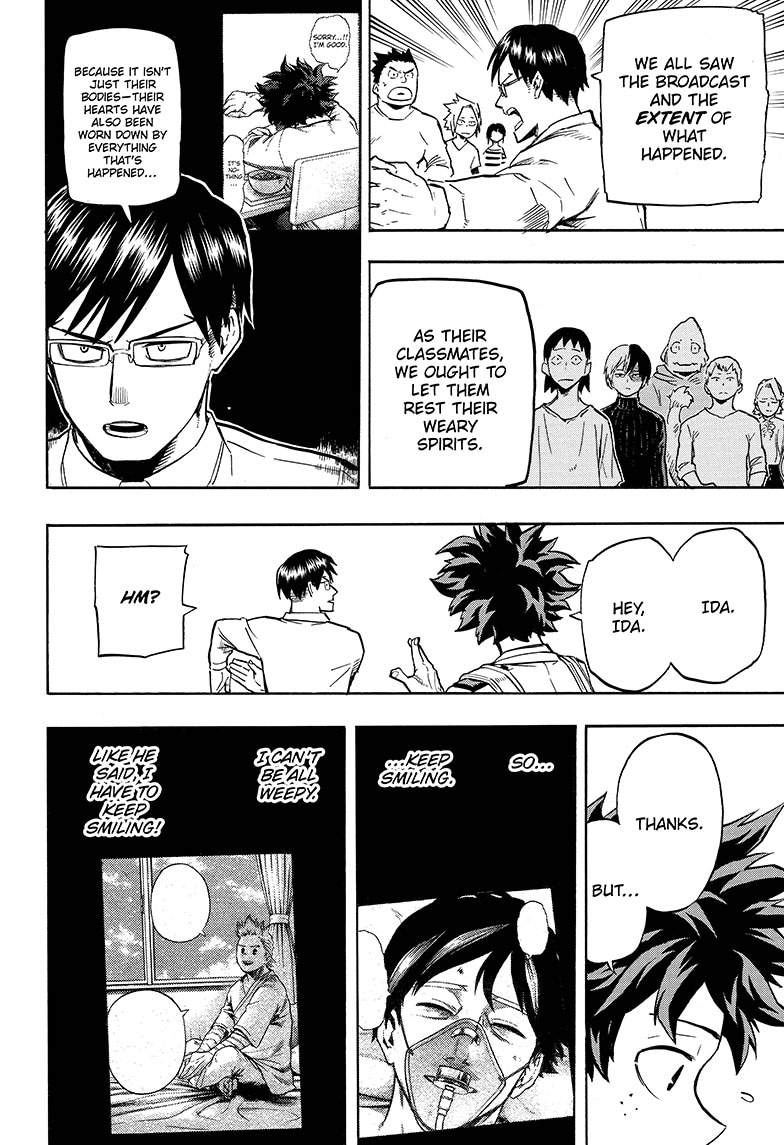 WE ALL SAW
THE BROADCAST
AND THE
EXTENT OF
WHAT
HAPPENED.
SORRY...!!
I'M GOOD.
IT'S
NO-
THING
...
BECAUSE IT ISN'T
JUST THEIR
BODIES—THEIR
HEARTS HAVE
ALSO BEEN
WORN DOWN BY
EVERYTHING
THAT'S
HAPPENED...
AS THEIR
CLASSMATES,
WE OUGHT TO
LET THEM
REST THEIR
WEARY
SPIRITS.
IDA.
HEY,
IDA.
HM?
THANKS.
BUT...
SO...
...KEEP
SMILING.
I CAN'T
BE ALL
WEEPY.
LIKE HE
SAID, I
HAVE TO
KEEP
SMILING!